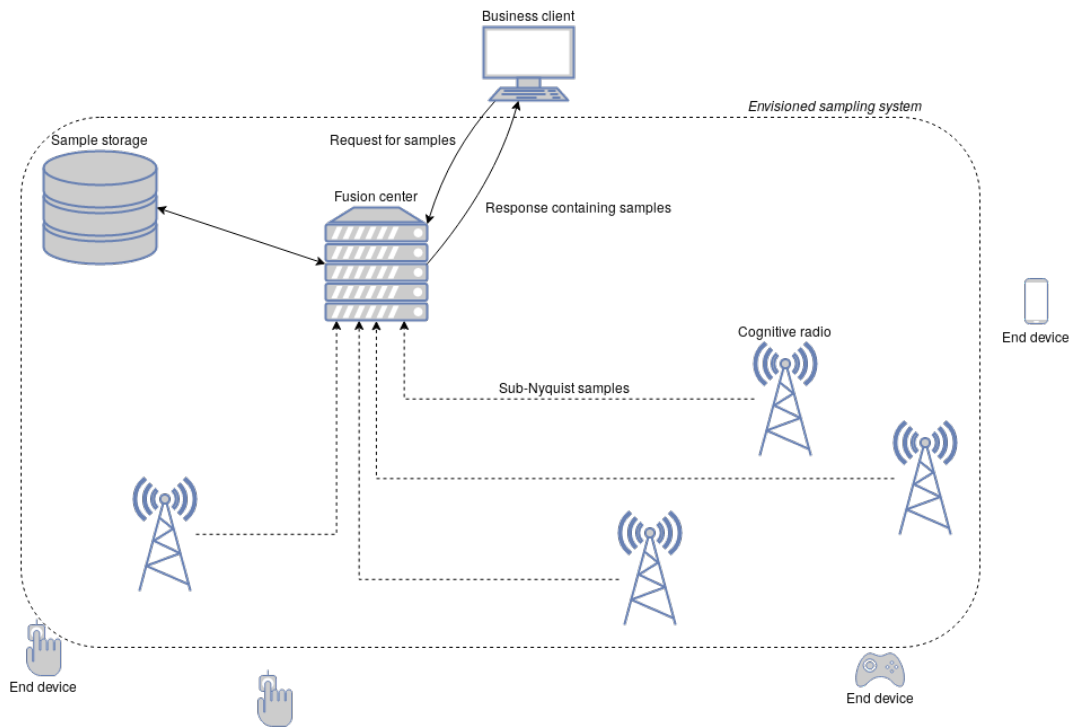 Business client
Envisioned sampling system
Sample storage
Request for samples
Fusion center
Response containing samples
Cognitive radio
End device
Sub-Nyquist samples
End device
End device